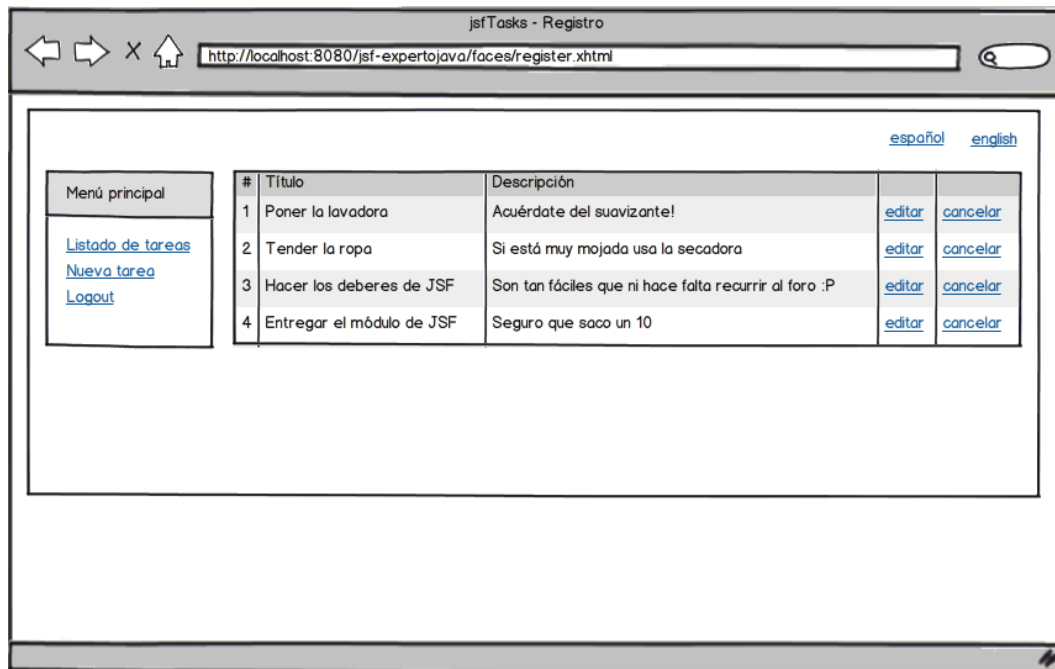 jsfTasks - Registro
http://localhost:8080/jsf-expertojava/faces/register.xhtml
español english
Menú principal
Listado de tareas
Nueva tarea
Logout
# Título Descripción
1 Poner la lavadora Acuérdate del suavizante! editar cancelar
2 Tender la ropa Si está muy mojada usa la secadora editar cancelar
3 Hacer los deberes de JSF Son tan fáciles que ni hace falta recurrir al foro :P editar cancelar
4 Entregar el módulo de JSF Seguro que saco un 10 editar cancelar